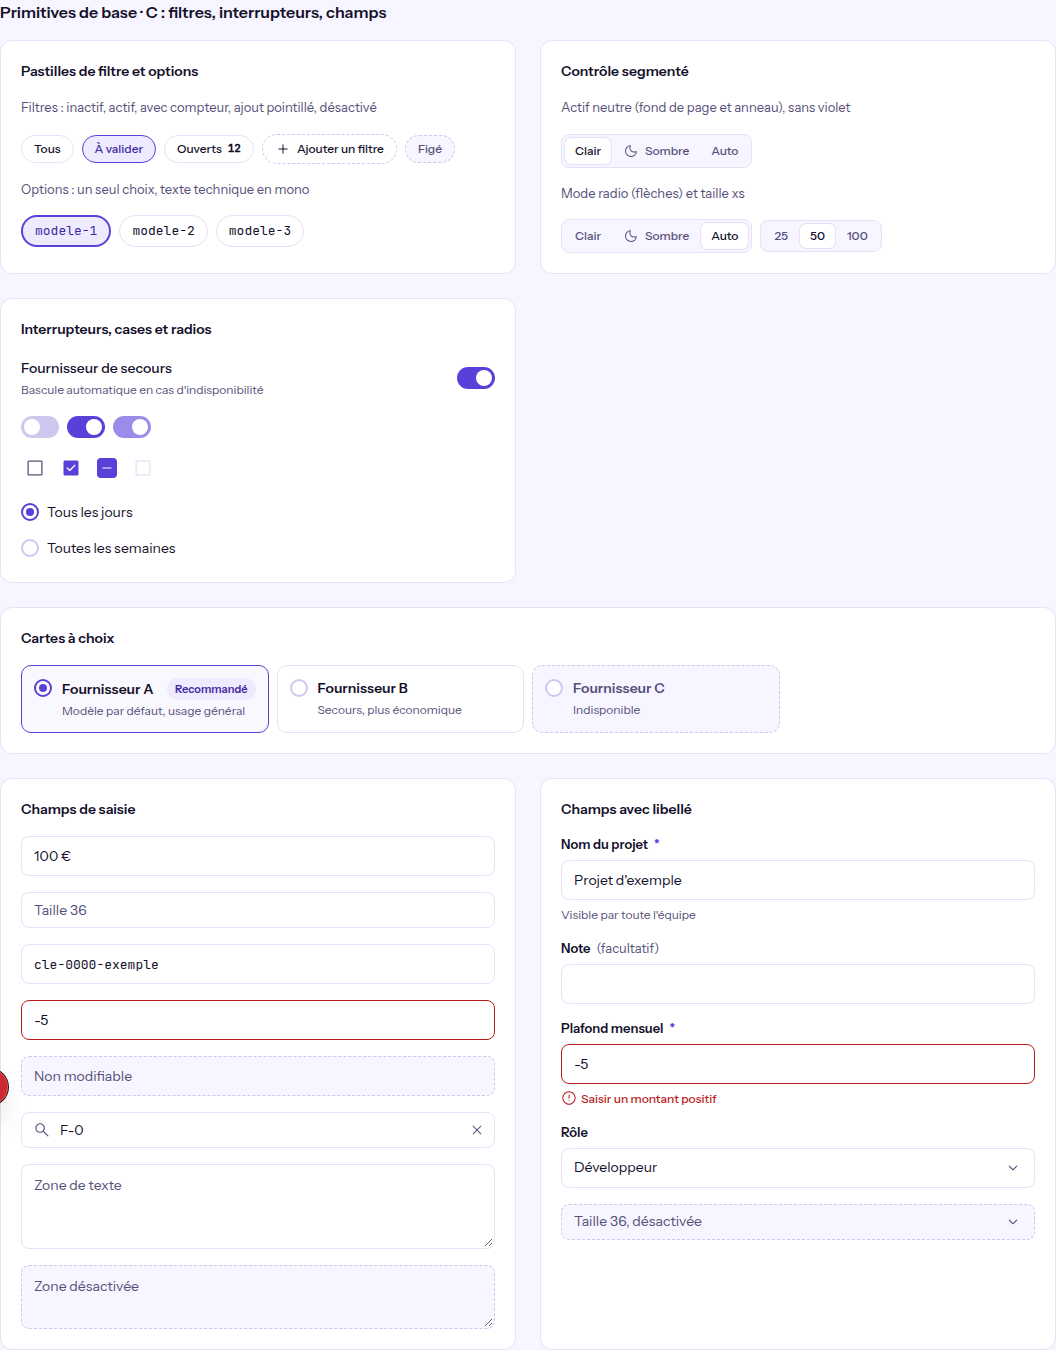 Primitives de base · C : filtres, interrupteurs, champs
Pastilles de filtre et options
Filtres : inactif, actif, avec compteur, ajout pointillé, désactivé
Tous
À valider
Ouverts 12
Ajouter un filtre
Figé
Options : un seul choix, texte technique en mono
modele-1
modele-2
modele-3
Contrôle segmenté
Actif neutre (fond de page et anneau), sans violet
Clair
Sombre
Auto
Mode radio (flèches) et taille xs
Clair
Sombre
Auto
25
50
100
Interrupteurs, cases et radios
Fournisseur de secours
Bascule automatique en cas d'indisponibilité
Tous les jours
Toutes les semaines
Cartes à choix
Fournisseur A
Recommandé
Modèle par défaut, usage général
Fournisseur B
Secours, plus économique
Fournisseur C
Indisponible
Champs de saisie
100 €
Taille 36
cle-0000-exemple
-5
Non modifiable
F-0
Zone de texte
Zone désactivée
Champs avec libellé
Nom du projet *
Projet d'exemple
Visible par toute l'équipe
Note (facultatif)
Plafond mensuel *
-5
Saisir un montant positif
Rôle
Développeur
Taille 36, désactivée